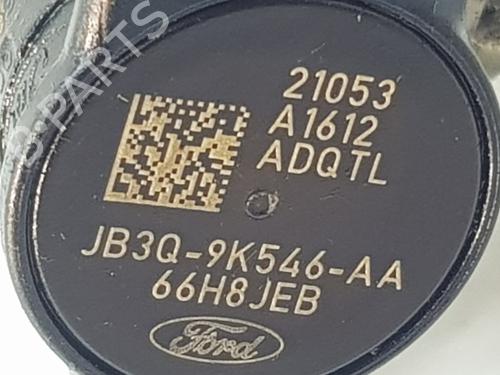 21053
A1612
ADQTL
JB3Q-9K546-AA
66H8JEB
Ford
B-PARTS